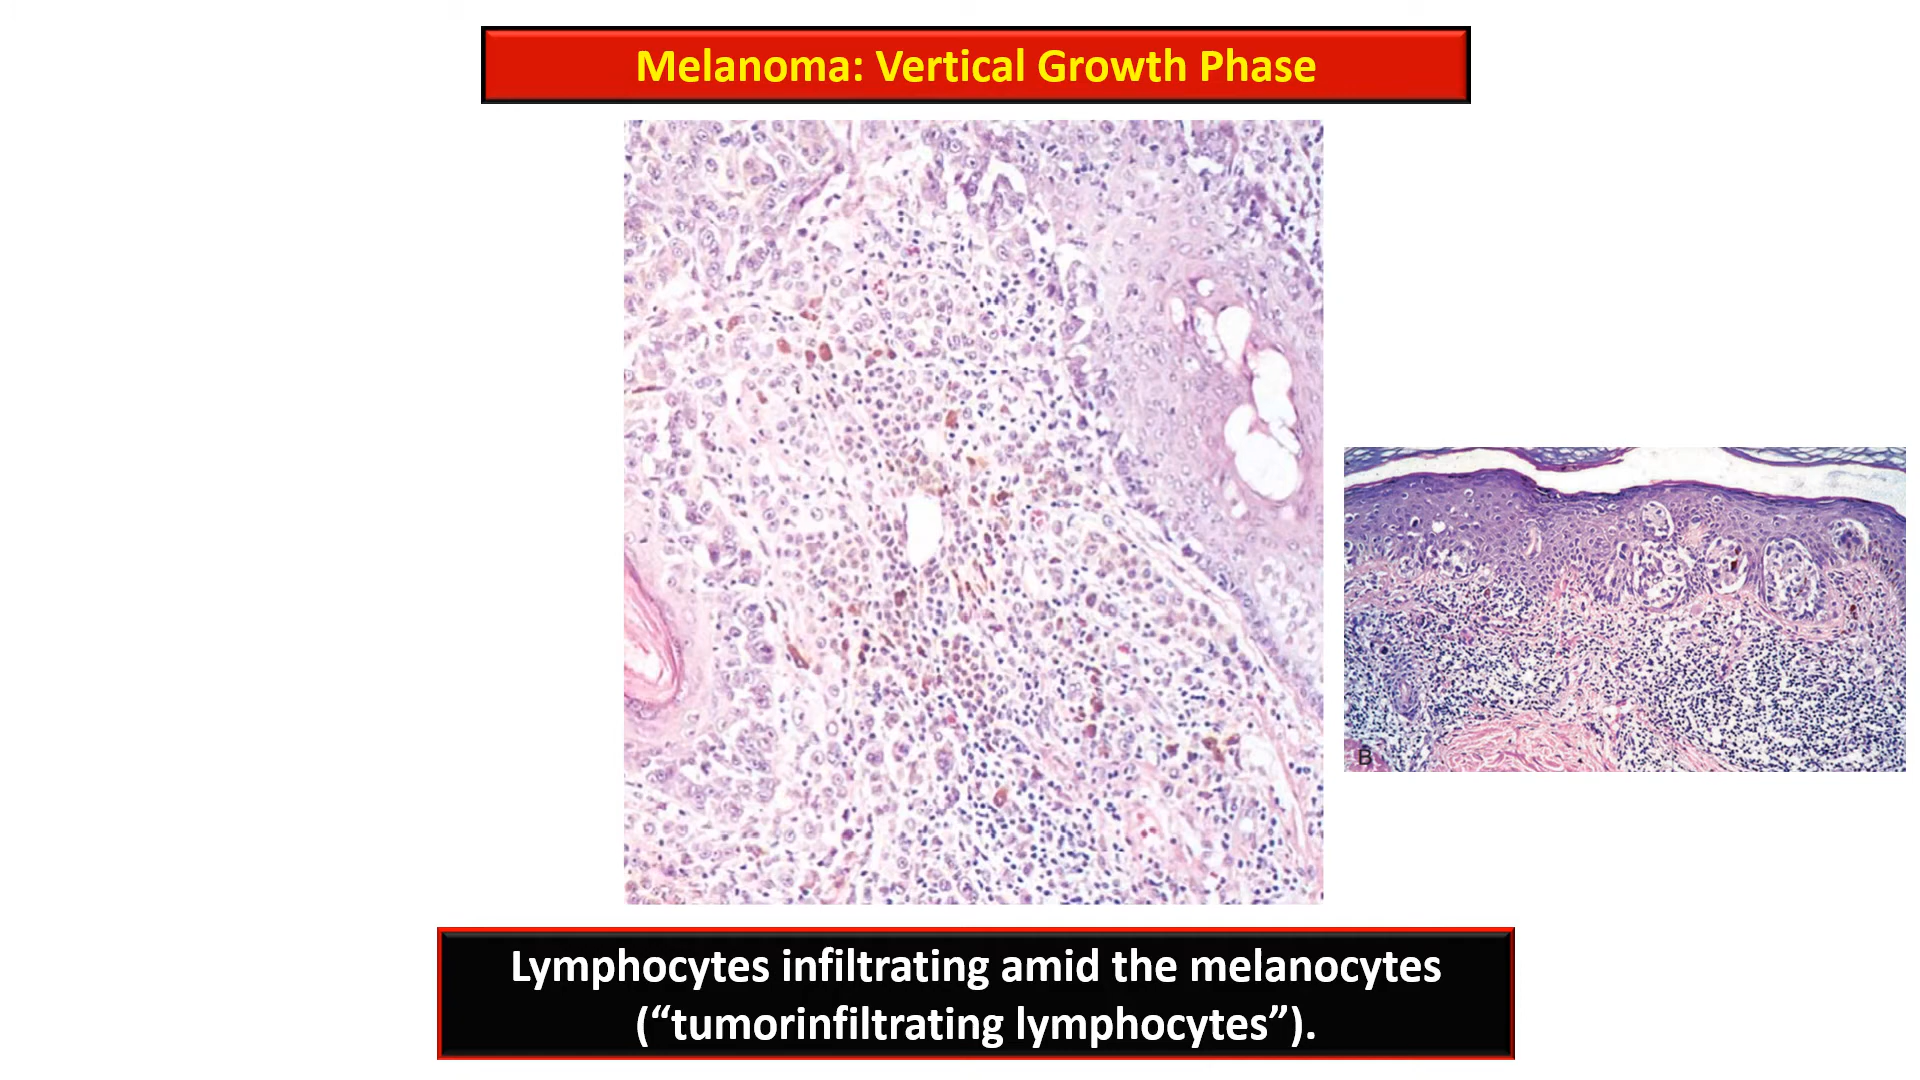 Melanoma: Vertical Growth Phase
B
Lymphocytes infiltrating amid the melanocytes
(“tumorinfiltrating lymphocytes”).